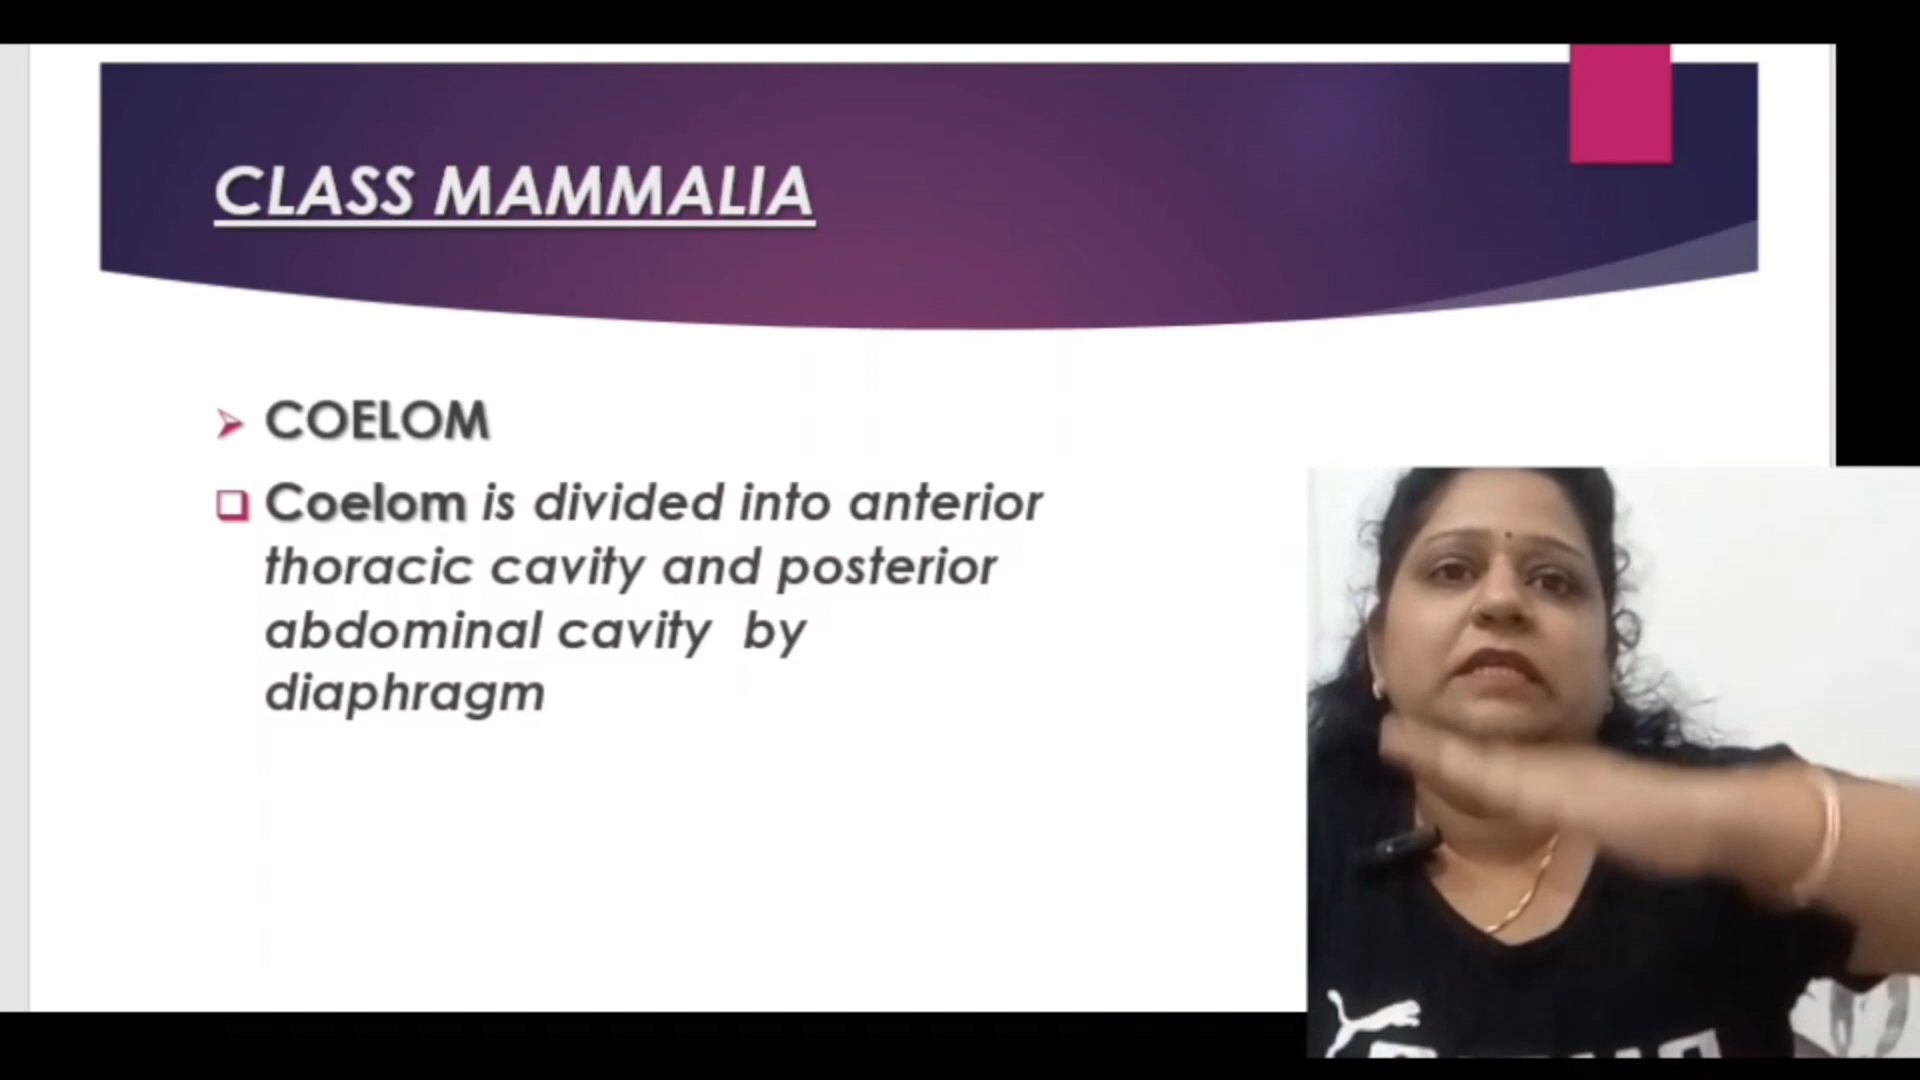 CLASS MAMMALIA
COELOM
Coelom is divided into anterior
thoracic cavity and posterior
abdominal cavity by
diaphragm